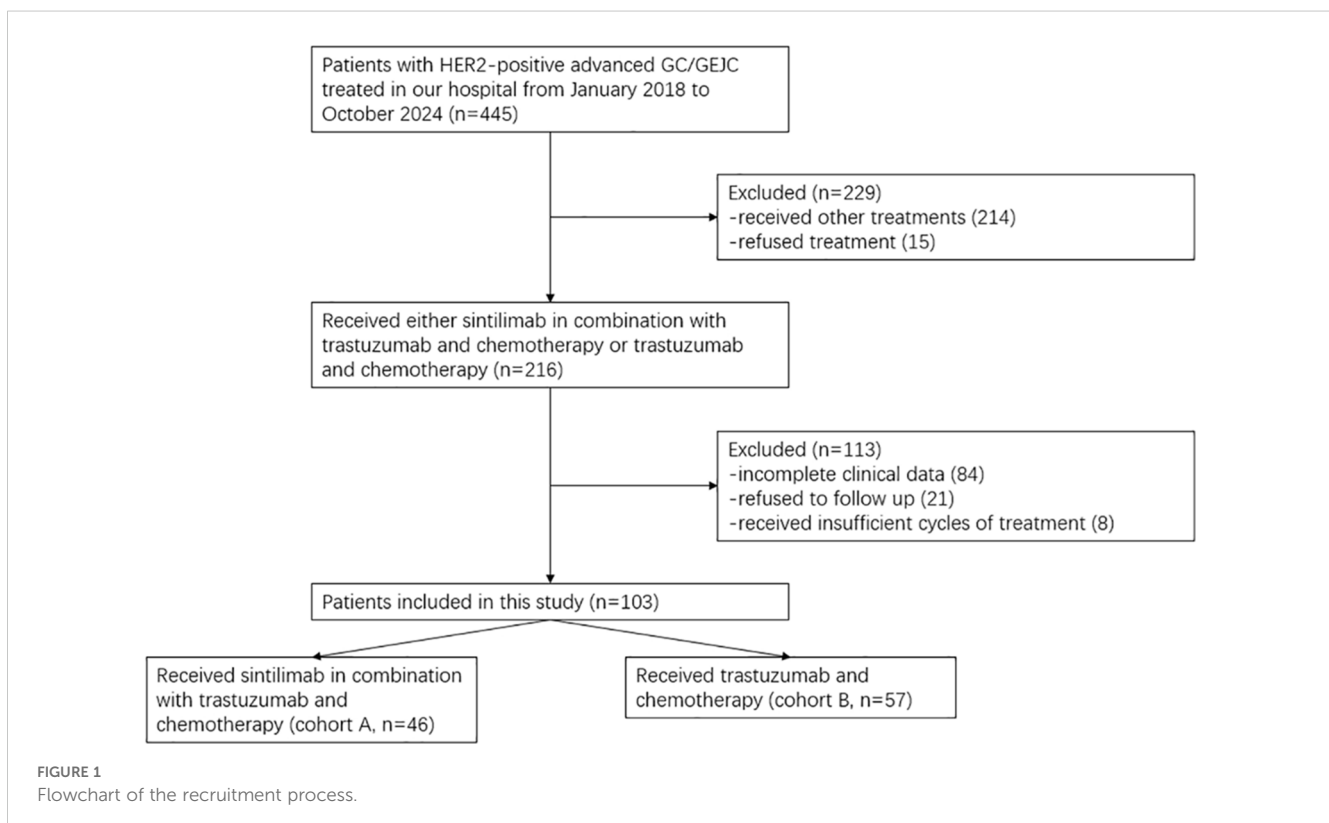 Patients with HER2-positive advanced GC/GEJC
treated in our hospital from January 2018 to
October 2024 (n=445)
Excluded (n=229)
-received other treatments (214)
-refused treatment (15)
Received either sintilimab in combination with
trastuzumab and chemotherapy or trastuzumab
and chemotherapy (n=216)
Excluded (n=113)
-incomplete clinical data (84)
-refused to follow up (21)
-received insufficient cycles of treatment (8)
Patients included in this study (n=103)
Received sintilimab in combination
with trastuzumab and
chemotherapy (cohort A, n=46)
Received trastuzumab and
chemotherapy (cohort B, n=57)
FIGURE 1
Flowchart of the recruitment process.